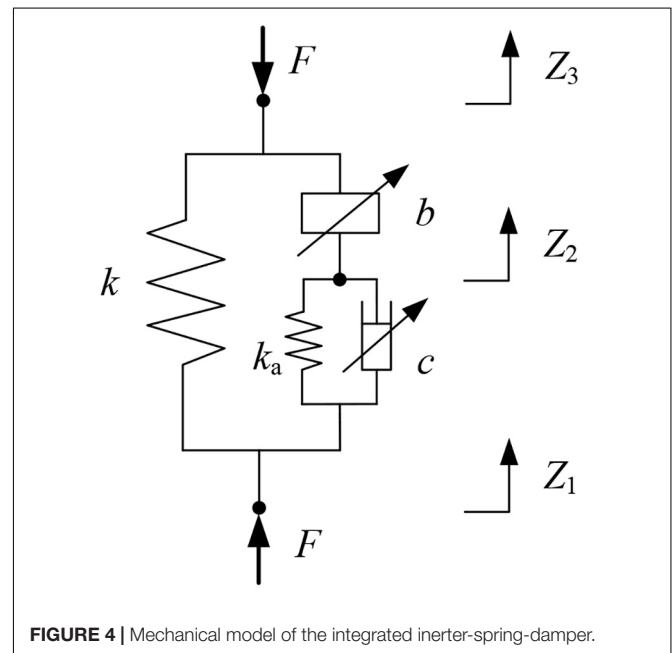 F
Z3
b
Z2
k
ka
c
Z1
F
FIGURE 4 | Mechanical model of the integrated inerter-spring-damper.